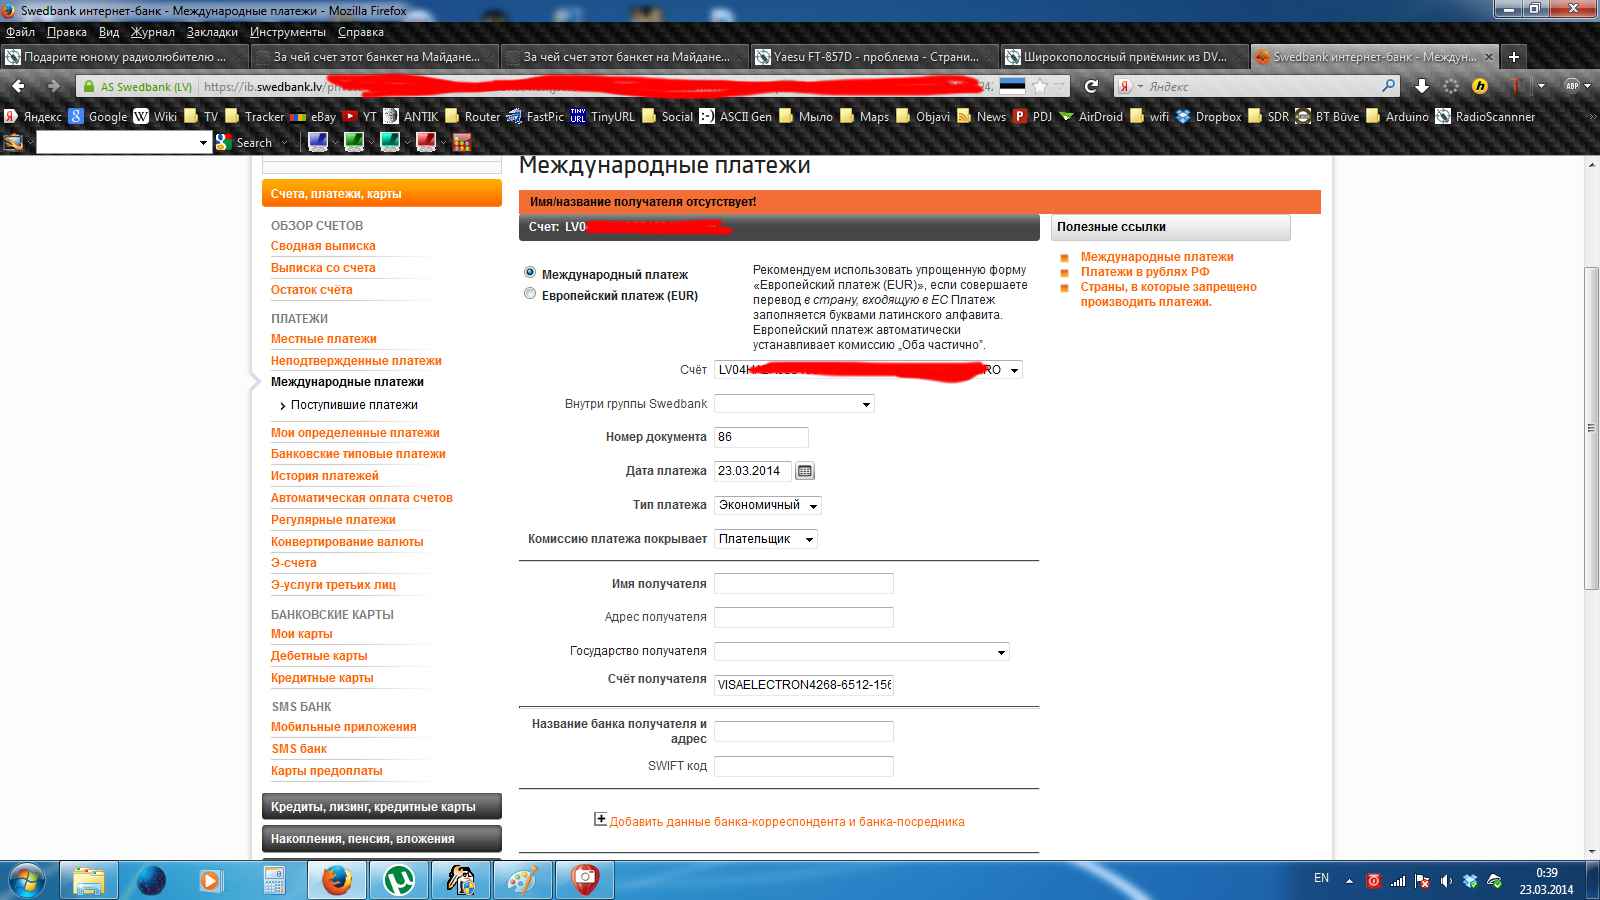 Swedbank интернет-банк - Международные платежи - Mozilla Firefox
Файл Правка Вид Журнал Закладки Инструменты Справка
Подарите юному радиолюбителю ...
За чей счет этот банкет на Майдане...
За чей счет этот банкет на Майдане...
Yaesu FT-857D - проблема - Страни...
Широкополосный приёмник из DV...
Swedbank интернет-банк - Междун...
AS Swedbank (LV) https://ib.swedbank.lv/pri
Яндекс
Яндекс Google Wiki TV Tracker eBay YT ANTIK Router FastPic TinyURL Social ASCII Gen Мыло Maps Objavi News PDJ AirDroid wifi Dropbox SDR BT Būve Arduino RadioScannner
Search
Международные платежи
Имя/название получателя отсутствует!
Счет: LV0
Полезные ссылки
Международные платежи
Платежи в рублях РФ
Страны, в которые запрещено
производить платежи.
Счета, платежи, карты
ОБЗОР СЧЕТОВ
Сводная выписка
Выписка со счета
Остаток счёта
ПЛАТЕЖИ
Местные платежи
Неподтвержденные платежи
Международные платежи
Поступившие платежи
Мои определенные платежи
Банковские типовые платежи
История платежей
Автоматическая оплата счетов
Регулярные платежи
Конвертирование валюты
Э-счета
Э-услуги третьих лиц
БАНКОВСКИЕ КАРТЫ
Мои карты
Дебетные карты
Кредитные карты
SMS БАНК
Мобильные приложения
SMS банк
Карты предоплаты
Кредиты, лизинг, кредитные карты
Накопления, пенсия, вложения
Международный платеж
Европейский платеж (EUR)
Рекомендуем использовать упрощенную форму
«Европейский платеж (EUR)», если совершаете
перевод в страну, входящую в ЕС Платеж
заполняется буквами латинского алфавита.
Европейский платеж автоматически
устанавливает комиссию „Оба частично”.
Счёт LV04H RO
Внутри группы Swedbank
Номер документа 86
Дата платежа 23.03.2014
Тип платежа Экономичный
Комиссию платежа покрывает Плательщик
Имя получателя
Адрес получателя
Государство получателя
Счёт получателя VISAELECTRON4268-6512-156
Название банка получателя и
адрес
SWIFT код
Добавить данные банка-корреспондента и банка-посредника
EN
0:39
23.03.2014